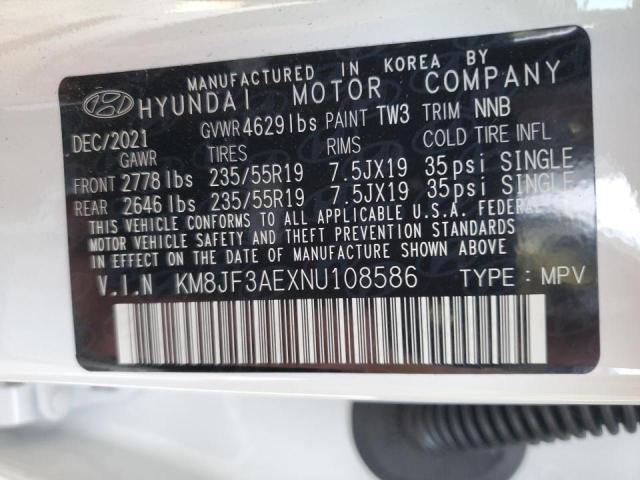 MANUFACTURED IN KOREA BY
HYUNDAI MOTOR COMPANY
DEC/2021 GVWR 4629 lbs PAINT TW3 TRIM NNB
GAWR TIRES RIMS COLD TIRE INFL
FRONT 2778 lbs 235/55R19 7.5JX19 35psi SINGLE
REAR 2646 lbs 235/55R19 7.5JX19 35psi SINGLE
THIS VEHICLE CONFORMS TO ALL APPLICABLE U.S.A. FEDERAL
MOTOR VEHICLE SAFETY AND THEFT PREVENTION STANDARDS
IN EFFECT ON THE DATE OF MANUFACTURE SHOWN ABOVE
V.I.N KM8JF3AEXNU108586 TYPE : MPV